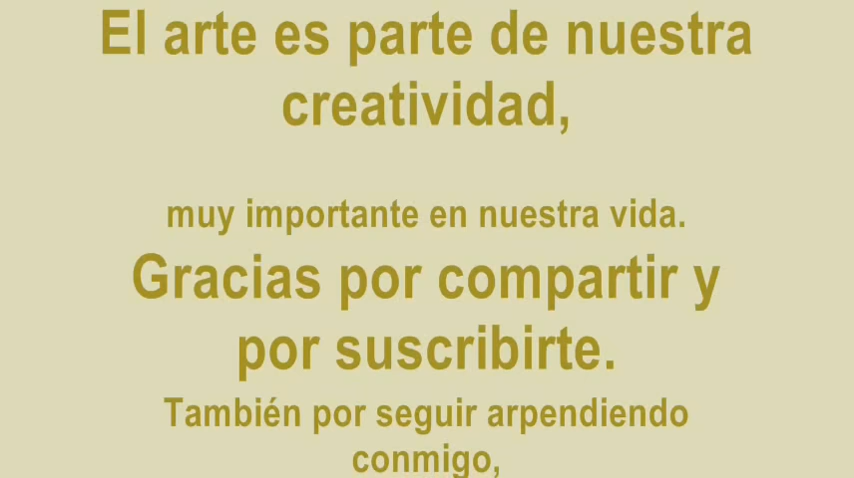 El arte es parte de nuestra
creatividad,
muy importante en nuestra vida.
Gracias por compartir y
por suscribirte.
También por seguir arpendiendo
conmigo,